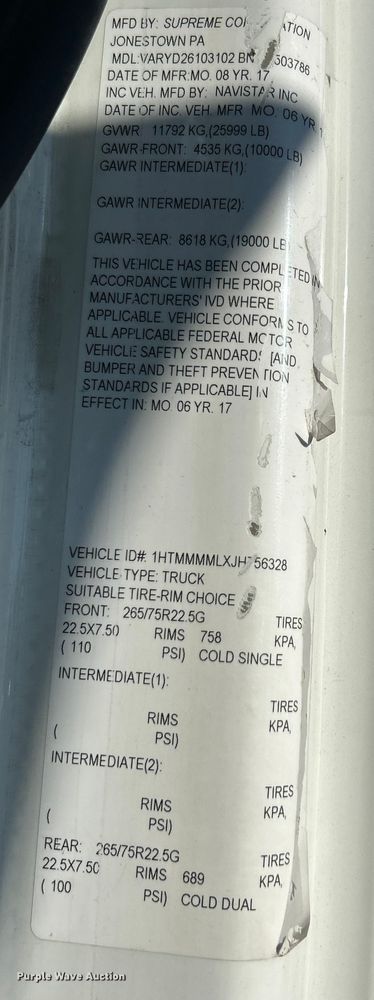 MFD BY: SUPREME
JONESTOWN PA
MDL:VARYD26103102 BN 503786
DATE OF MFR:MO. 08 YR. 17
INC VEH. MFD BY: NAVISTAR INC
DATE OF INC. VEH. MFR MO. 06 YR.
GVWR: 11792 KG,(25999 LB)
GAWR-FRONT: 4535 KG,(10000 LB)
GAWR INTERMEDIATE(1):
GAWR INTERMEDIATE(2):
GAWR-REAR: 8618 KG,(19000 LB)
THIS VEHICLE HAS BEEN COMPLETED IN
ACCORDANCE WITH THE PRIOR
MANUFACTURERS' IVD WHERE
APPLICABLE. VEHICLE CONFORMS TO
ALL APPLICABLE FEDERAL MOTOR
VEHICLE SAFETY STANDARDS [AND
BUMPER AND THEFT PREVENTION
STANDARDS IF APPLICABLE] IN
EFFECT IN: MO. 06 YR. 17
VEHICLE ID#: 1HTMMMMLXJH756328
VEHICLE TYPE: TRUCK
SUITABLE TIRE-RIM CHOICE
FRONT: 265/75R22.5G TIRES
22.5X7.50 RIMS 758 KPA,
( 110 PSI) COLD SINGLE
INTERMEDIATE(1):
TIRES
RIMS KPA,
( PSI)
INTERMEDIATE(2):
TIRES
RIMS KPA,
( PSI)
REAR: 265/75R22.5G TIRES
22.5X7.50 RIMS 689 KPA,
( 100 PSI) COLD DUAL
Purple Wave Auction